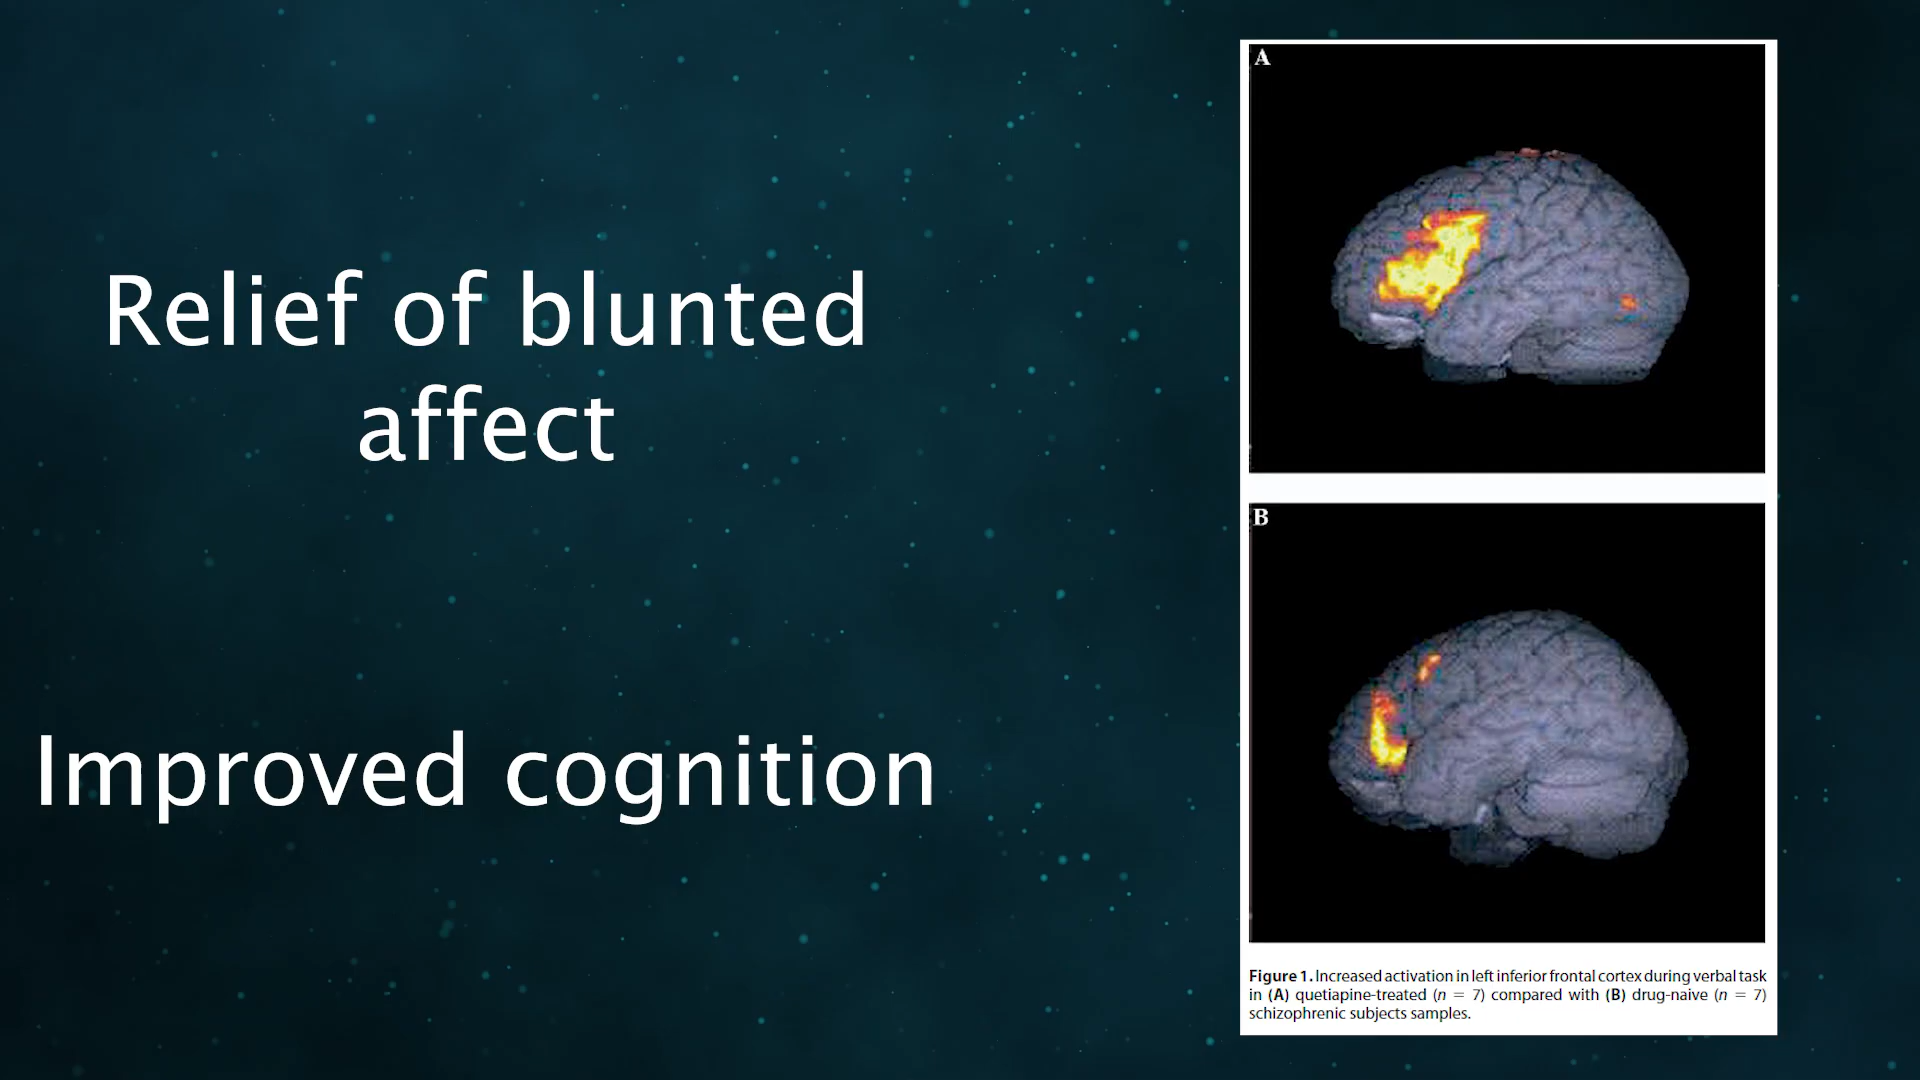 Relief of blunted
affect
Improved cognition
A
B
Figure 1. Increased activation in left inferior frontal cortex during verbal task
in (A) quetiapine-treated (n = 7) compared with (B) drug-naive (n = 7)
schizophrenic subjects samples.